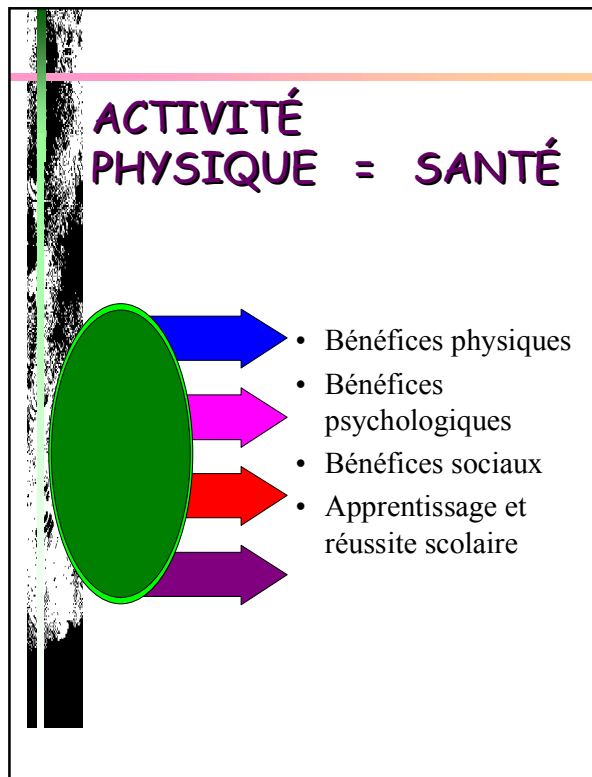 ACTIVITÉ
PHYSIQUE = SANTÉ
• Bénéfices physiques
• Bénéfices
psychologiques
• Bénéfices sociaux
• Apprentissage et
réussite scolaire